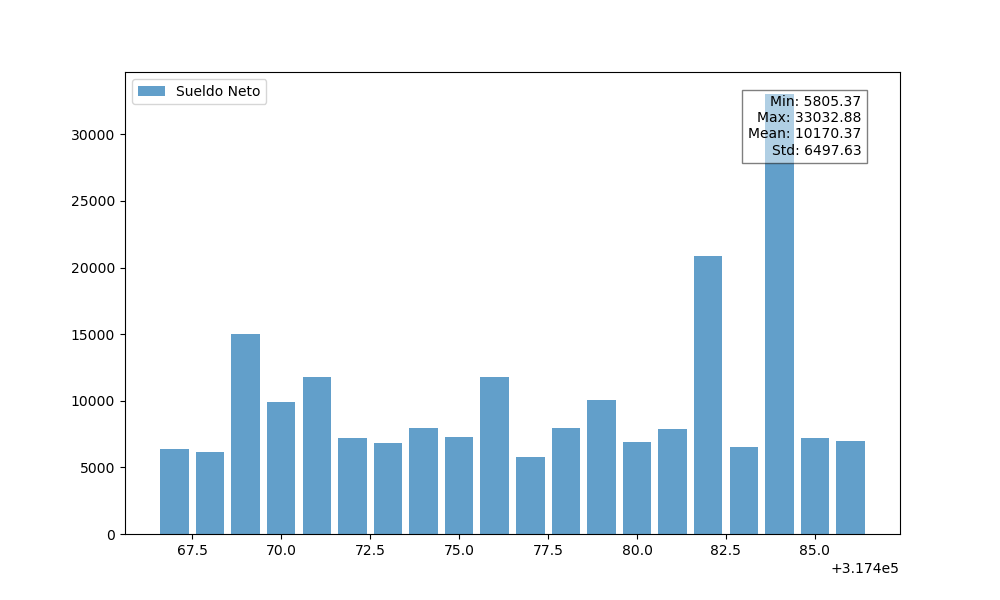 Sueldo Neto
Min: 5805.37
Max: 33032.88
Mean: 10170.37
Std: 6497.63
30000
25000
20000
15000
10000
5000
0
67.5 70.0 72.5 75.0 77.5 80.0 82.5 85.0
+3.174e5